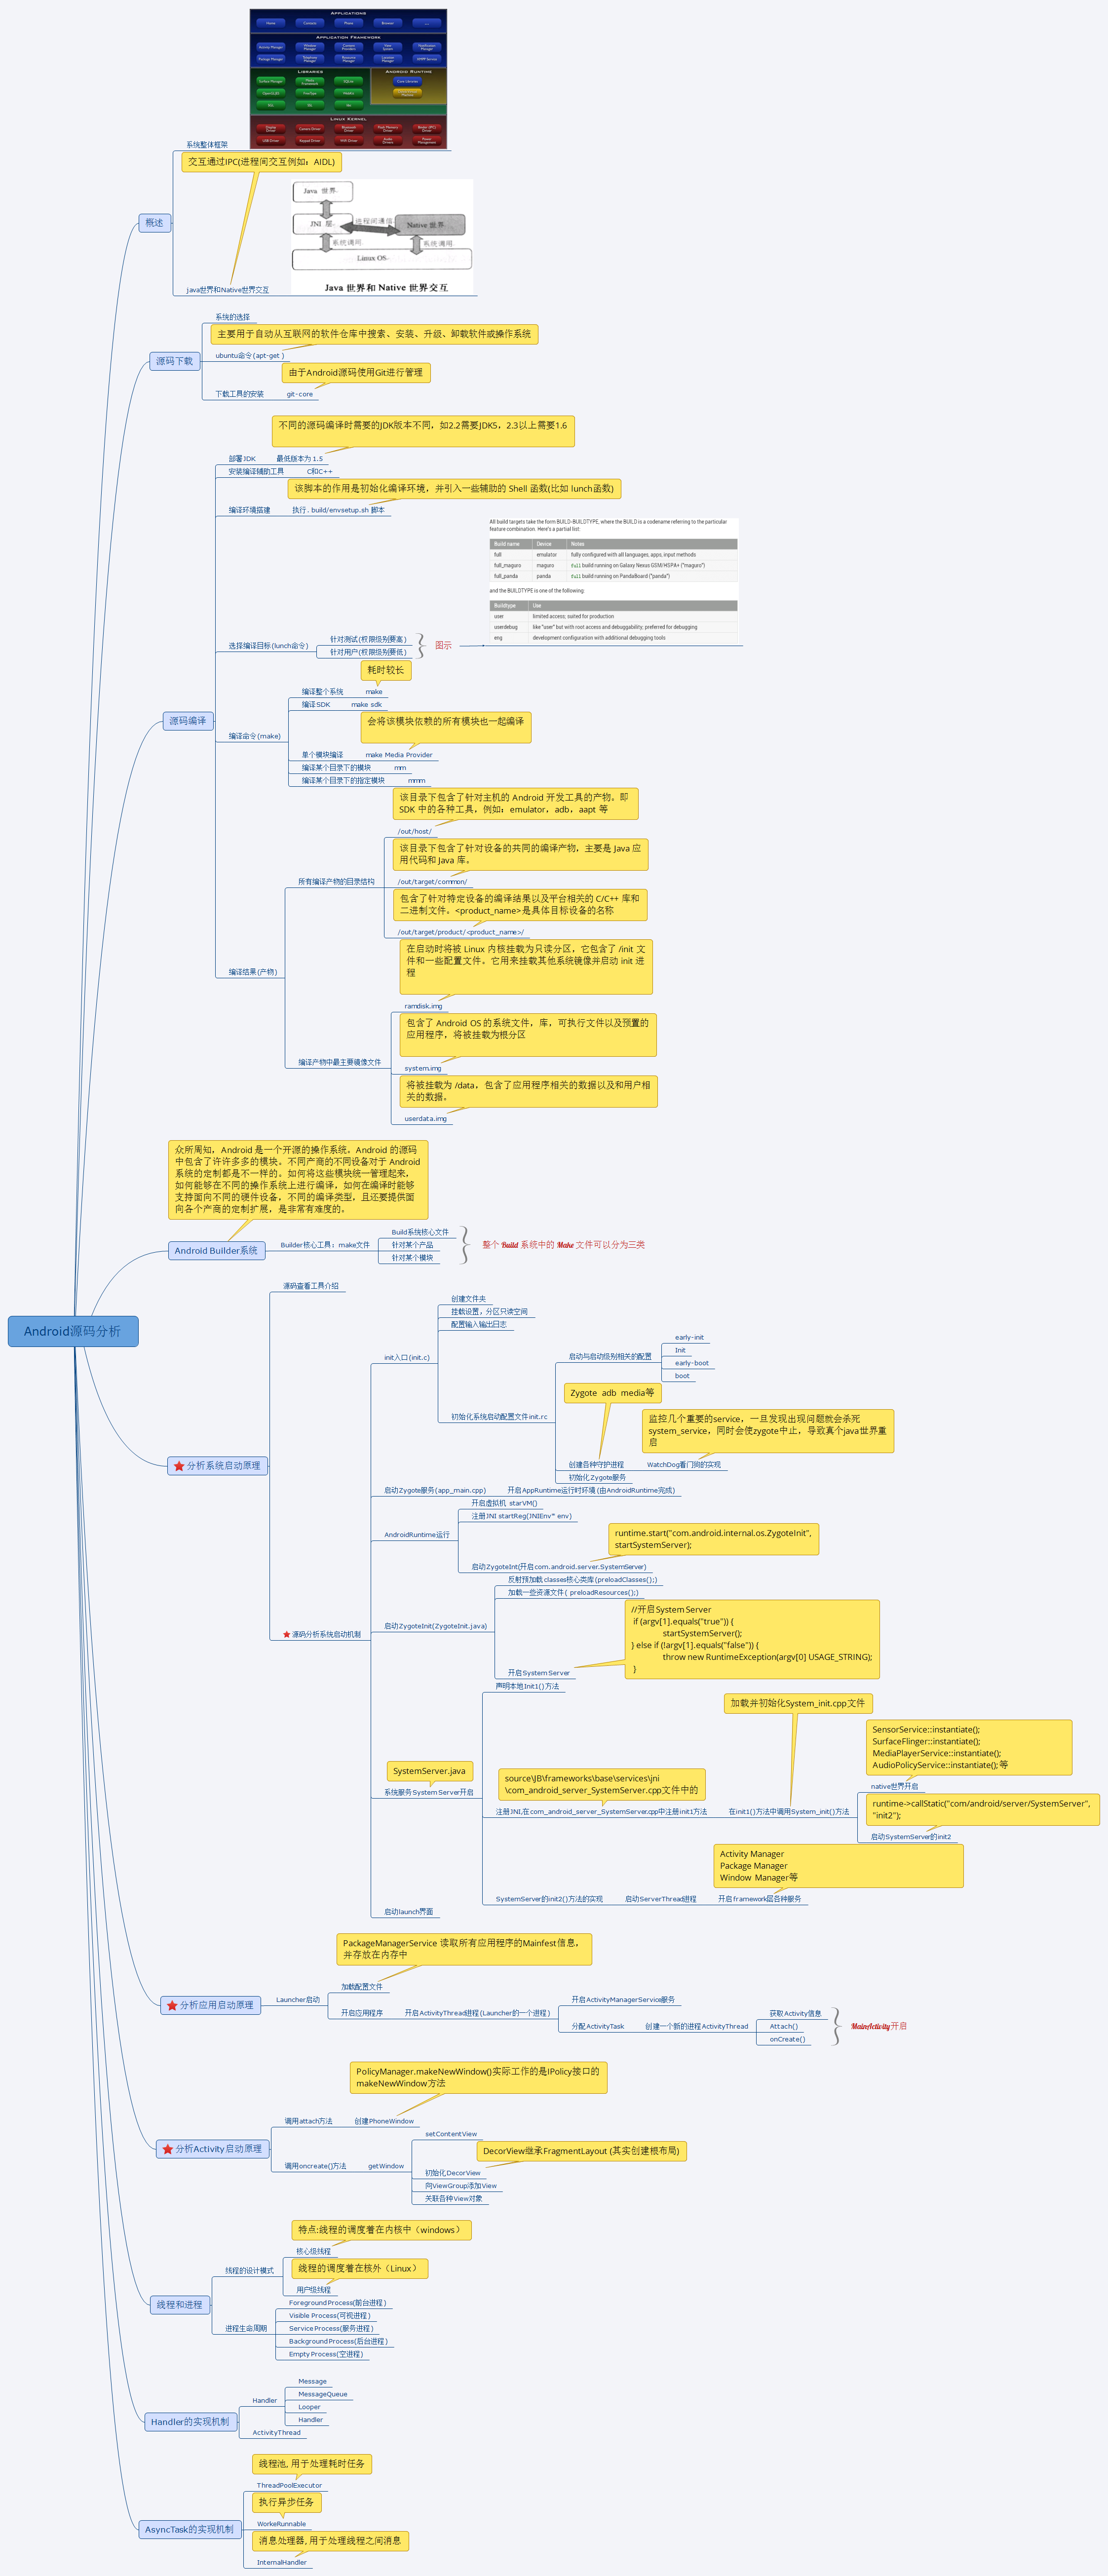 Android源码分析
概述
系统整体框架
APPLICATIONS
Home
Contacts
Phone
Browser
APPLICATION FRAMEWORK
Activity Manager
Window Manager
Content Providers
View System
Notification Manager
Package Manager
Telephony Manager
Resource Manager
Location Manager
XMPP Service
LIBRARIES
Surface Manager
Media Framework
SQLite
OpenGL|ES
FreeType
WebKit
SGL
SSL
libc
ANDROID RUNTIME
Core Libraries
LINUX KERNEL
Display Driver
Camera Driver
Bluetooth Driver
Flash Memory Driver
Binder (IPC) Driver
USB Driver
Keypad Driver
WiFi Driver
Audio Drivers
Power Management
交互通过IPC(进程间交互例如：AIDL)
java世界和Native世界交互
Java 世界
JNI 层
进程间通信
Native 世界
系统调用
系统调用
Linux OS
Java 世界和 Native 世界交互
源码下载
系统的选择
主要用于自动从互联网的软件仓库中搜索、安装、升级、卸载软件或操作系统
ubuntu命令(apt-get )
由于Android源码使用Git进行管理
下载工具的安装
git-core
源码编译
不同的源码编译时需要的JDK版本不同，如2.2需要JDK5，2.3以上需要1.6
部署JDK
最低版本为 1.5
安装编译辅助工具
C和C++
该脚本的作用是初始化编译环境，并引入一些辅助的 Shell 函数(比如 lunch函数)
编译环境搭建
执行 . build/envsetup.sh 脚本
选择编译目标(lunch命令)
针对测试(权限级别要高)
针对用户(权限级别要低)
图示
All build targets take the form BUILD-BUILDTYPE, where the BUILD is a codename referring to the particular
feature combination. Here's a partial list:
Build name Device Notes
full emulator fully configured with all languages, apps, input methods
full_maguro maguro full build running on Galaxy Nexus GSM/HSPA+ ("maguro")
full_panda panda full build running on PandaBoard ("panda")
and the BUILDTYPE is one of the following:
Buildtype Use
user limited access; suited for production
userdebug like "user" but with root access and debuggability; preferred for debugging
eng development configuration with additional debugging tools
编译命令(make)
耗时较长
编译整个系统
make
编译SDK
make sdk
会将该模块依赖的所有模块也一起编译
单个模块编译
make Media Provider
编译某个目录下的模块
mm
编译某个目录下的指定模块
mmm
编译结果(产物)
所有编译产物的目录结构
该目录下包含了针对主机的 Android 开发工具的产物。即
SDK 中的各种工具，例如：emulator，adb，aapt 等
/out/host/
该目录下包含了针对设备的共同的编译产物，主要是 Java 应
用代码和 Java 库。
/out/target/common/
包含了针对特定设备的编译结果以及平台相关的 C/C++ 库和
二进制文件。<product_name>是具体目标设备的名称
/out/target/product/<product_name>/
编译产物中最主要镜像文件
在启动时将被 Linux 内核挂载为只读分区，它包含了 /init 文
件和一些配置文件。它用来挂载其他系统镜像并启动 init 进
程
ramdisk.img
包含了 Android OS 的系统文件，库，可执行文件以及预置的
应用程序，将被挂载为根分区
system.img
将被挂载为 /data，包含了应用程序相关的数据以及和用户相
关的数据。
userdata.img
众所周知，Android 是一个开源的操作系统。Android 的源码
中包含了许许多多的模块。不同产商的不同设备对于 Android
系统的定制都是不一样的。如何将这些模块统一管理起来，
如何能够在不同的操作系统上进行编译，如何在编译时能够
支持面向不同的硬件设备，不同的编译类型，且还要提供面
向各个产商的定制扩展，是非常有难度的。
Android Builder系统
Builder核心工具：make文件
Build系统核心文件
针对某个产品
针对某个模块
整个 Build 系统中的 Make 文件可以分为三类
分析系统启动原理
源码查看工具介绍
源码分析系统启动机制
init入口(init.c)
创建文件夹
挂载设置，分区只读空间
配置输入输出日志
初始化系统启动配置文件init.rc
启动与启动级别相关的配置
early-init
Init
early-boot
boot
Zygote adb media等
监控几个重要的service，一旦发现出现问题就会杀死
system_service，同时会使zygote中止，导致真个java世界重
启
创建各种守护进程
WatchDog看门狗的实现
初始化Zygote服务
启动Zygote服务(app_main.cpp)
开启AppRuntime运行时环境(由AndroidRuntime完成)
AndroidRuntime运行
开启虚拟机 starVM()
注册JNI startReg(JNIEnv* env)
runtime.start("com.android.internal.os.ZygoteInit",
startSystemServer);
启动ZygoteInt(开启com.android.server.SystemServer)
启动ZygoteInit(ZygoteInit.java)
反射预加载classes核心类库(preloadClasses();)
加载一些资源文件( preloadResources();)
//开启System Server
if (argv[1].equals("true")) {
startSystemServer();
} else if (!argv[1].equals("false")) {
throw new RuntimeException(argv[0] USAGE_STRING);
}
开启System Server
SystemServer.java
系统服务System Server开启
声明本地Init1()方法
加载并初始化System_init.cpp文件
source\JB\frameworks\base\services\jni
\com_android_server_SystemServer.cpp文件中的
注册JNI,在com_android_server_SystemServer.cpp中注册init1方法
在init1()方法中调用System_init()方法
SensorService::instantiate();
SurfaceFlinger::instantiate();
MediaPlayerService::instantiate();
AudioPolicyService::instantiate(); 等
native世界开启
runtime->callStatic("com/android/server/SystemServer",
"init2");
启动SystemServer的init2
Activity Manager
Package Manager
Window Manager等
SystemServer的init2()方法的实现
启动ServerThread进程
开启framework层各种服务
启动launch界面
分析应用启动原理
Launcher启动
PackageManagerService 读取所有应用程序的Mainfest信息，
并存放在内存中
加载配置文件
开启应用程序
开启ActivityThread进程(Launcher的一个进程)
开启ActivityManagerService服务
分配ActivityTask
创建一个新的进程ActivityThread
获取Activity信息
Attach()
onCreate()
MainActivity开启
分析Activity启动原理
PolicyManager.makeNewWindow()实际工作的是IPolicy接口的
makeNewWindow方法
调用attach方法
创建PhoneWindow
调用oncreate()方法
getWindow
setContentView
DecorView继承FragmentLayout (其实创建根布局)
初始化DecorView
向ViewGroup添加View
关联各种View对象
线程和进程
线程的设计模式
特点:线程的调度着在内核中（windows）
核心级线程
线程的调度着在核外（Linux）
用户级线程
进程生命周期
Foreground Process(前台进程)
Visible Process(可视进程)
Service Process(服务进程)
Background Process(后台进程)
Empty Process(空进程)
Handler的实现机制
Handler
Message
MessageQueue
Looper
Handler
ActivityThread
AsyncTask的实现机制
线程池, 用于处理耗时任务
ThreadPoolExecutor
执行异步任务
WorkeRunnable
消息处理器, 用于处理线程之间消息
InternalHandler